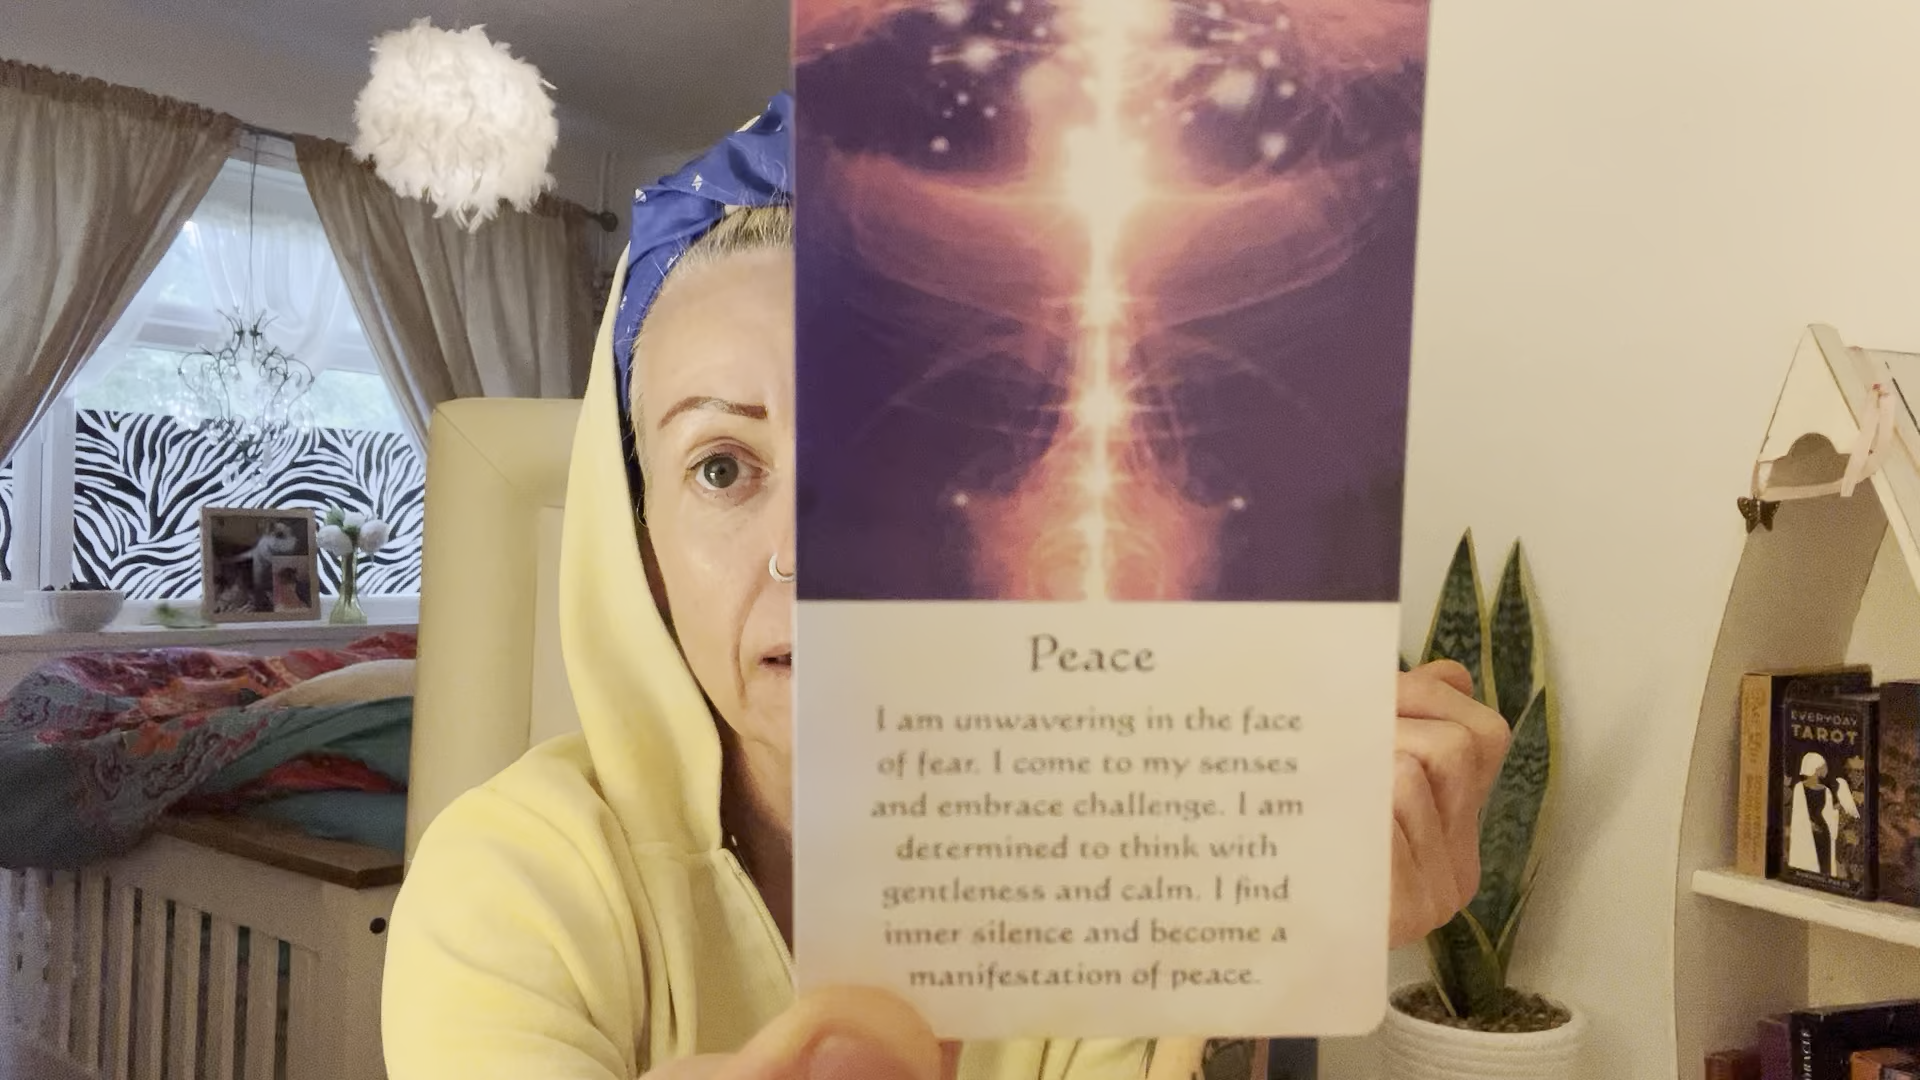 Peace
I am unwavering in the face
of fear. I come to my senses
and embrace challenge. I am
determined to think with
gentleness and calm. I find
inner silence and become a
manifestation of peace.
EVERYDAY
TAROT